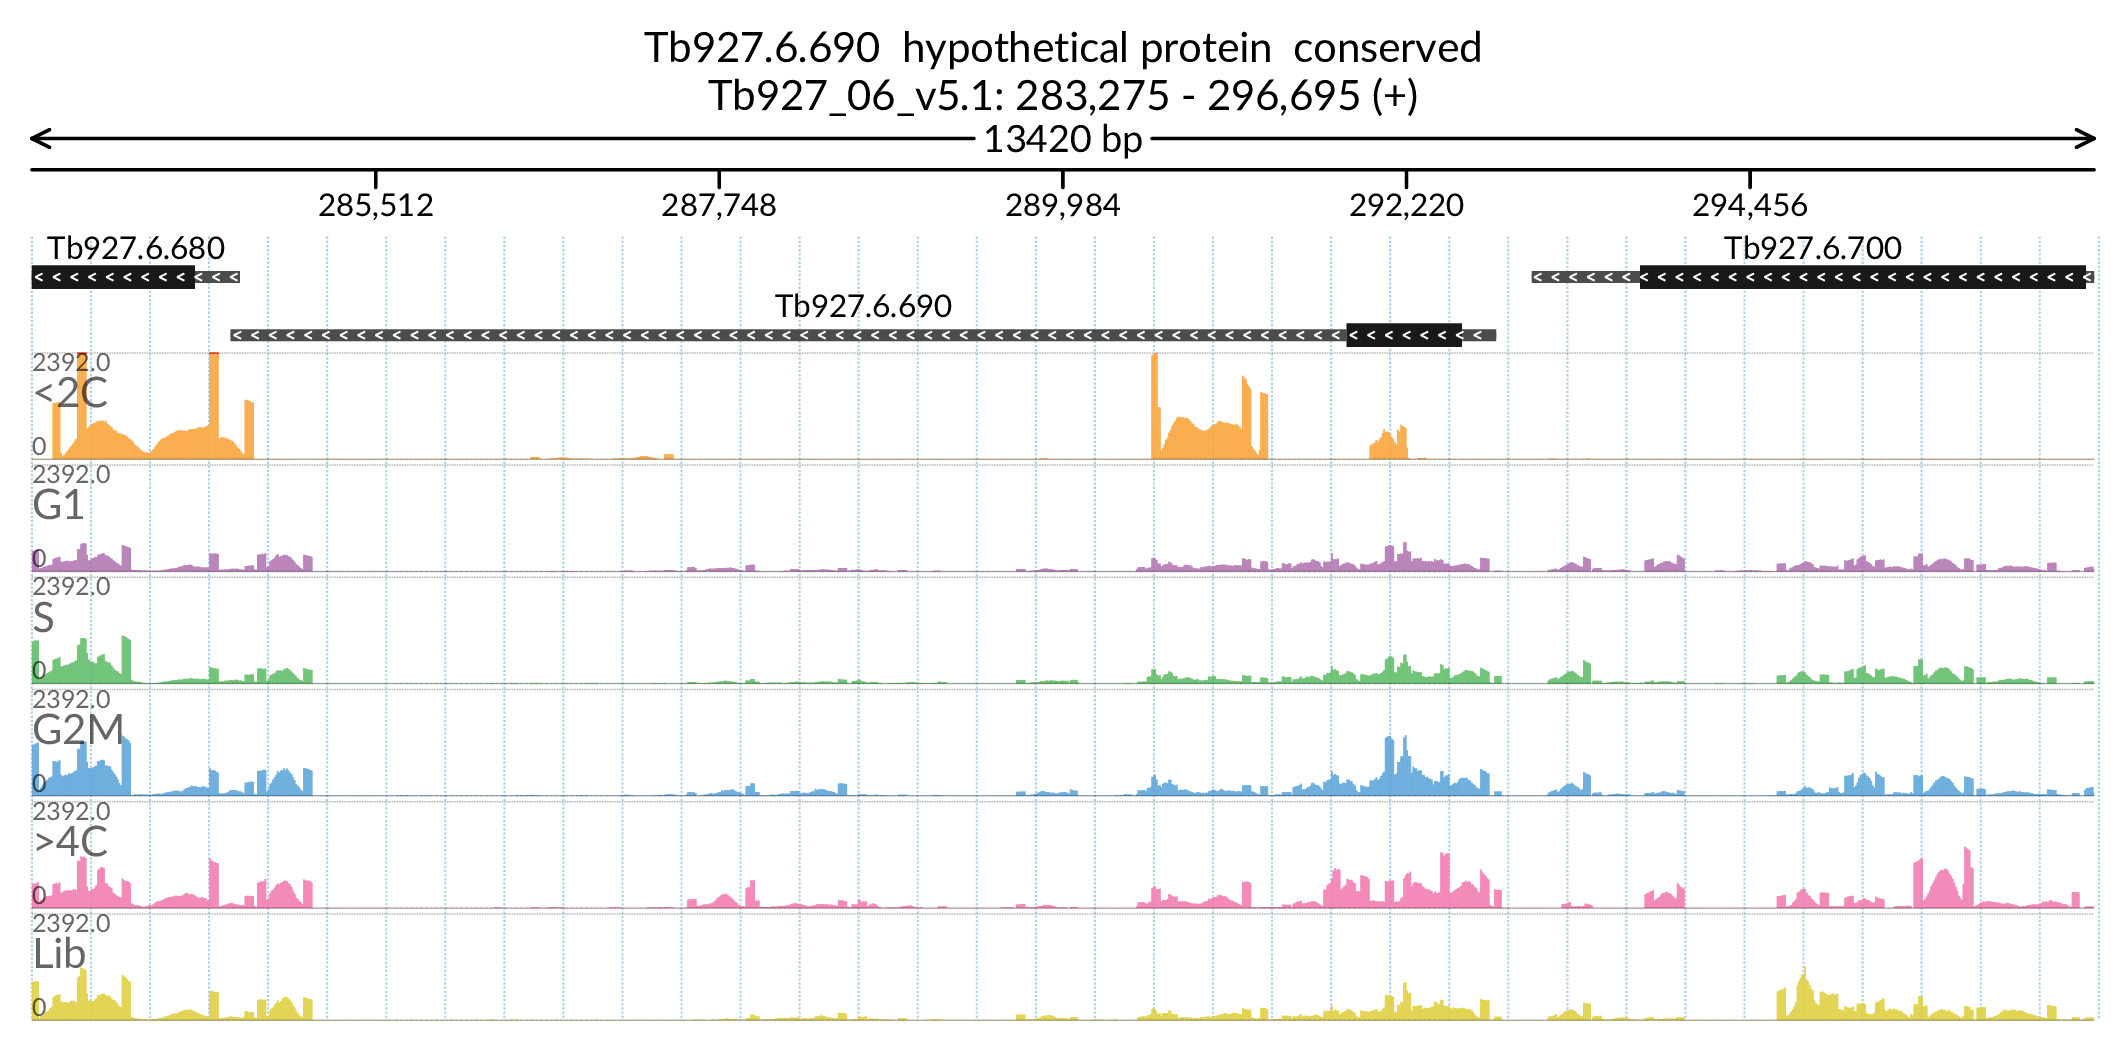 Tb927.6.690  hypothetical protein  conserved
Tb927_06_v5.1: 283,275 - 296,695 (+)
13420 bp
285,512 287,748 289,984 292,220 294,456
Tb927.6.680 Tb927.6.700
Tb927.6.690
2392.0
<2C
0
2392.0
G1
0
2392.0
S
0
2392.0
G2M
0
2392.0
>4C
0
2392.0
Lib
0